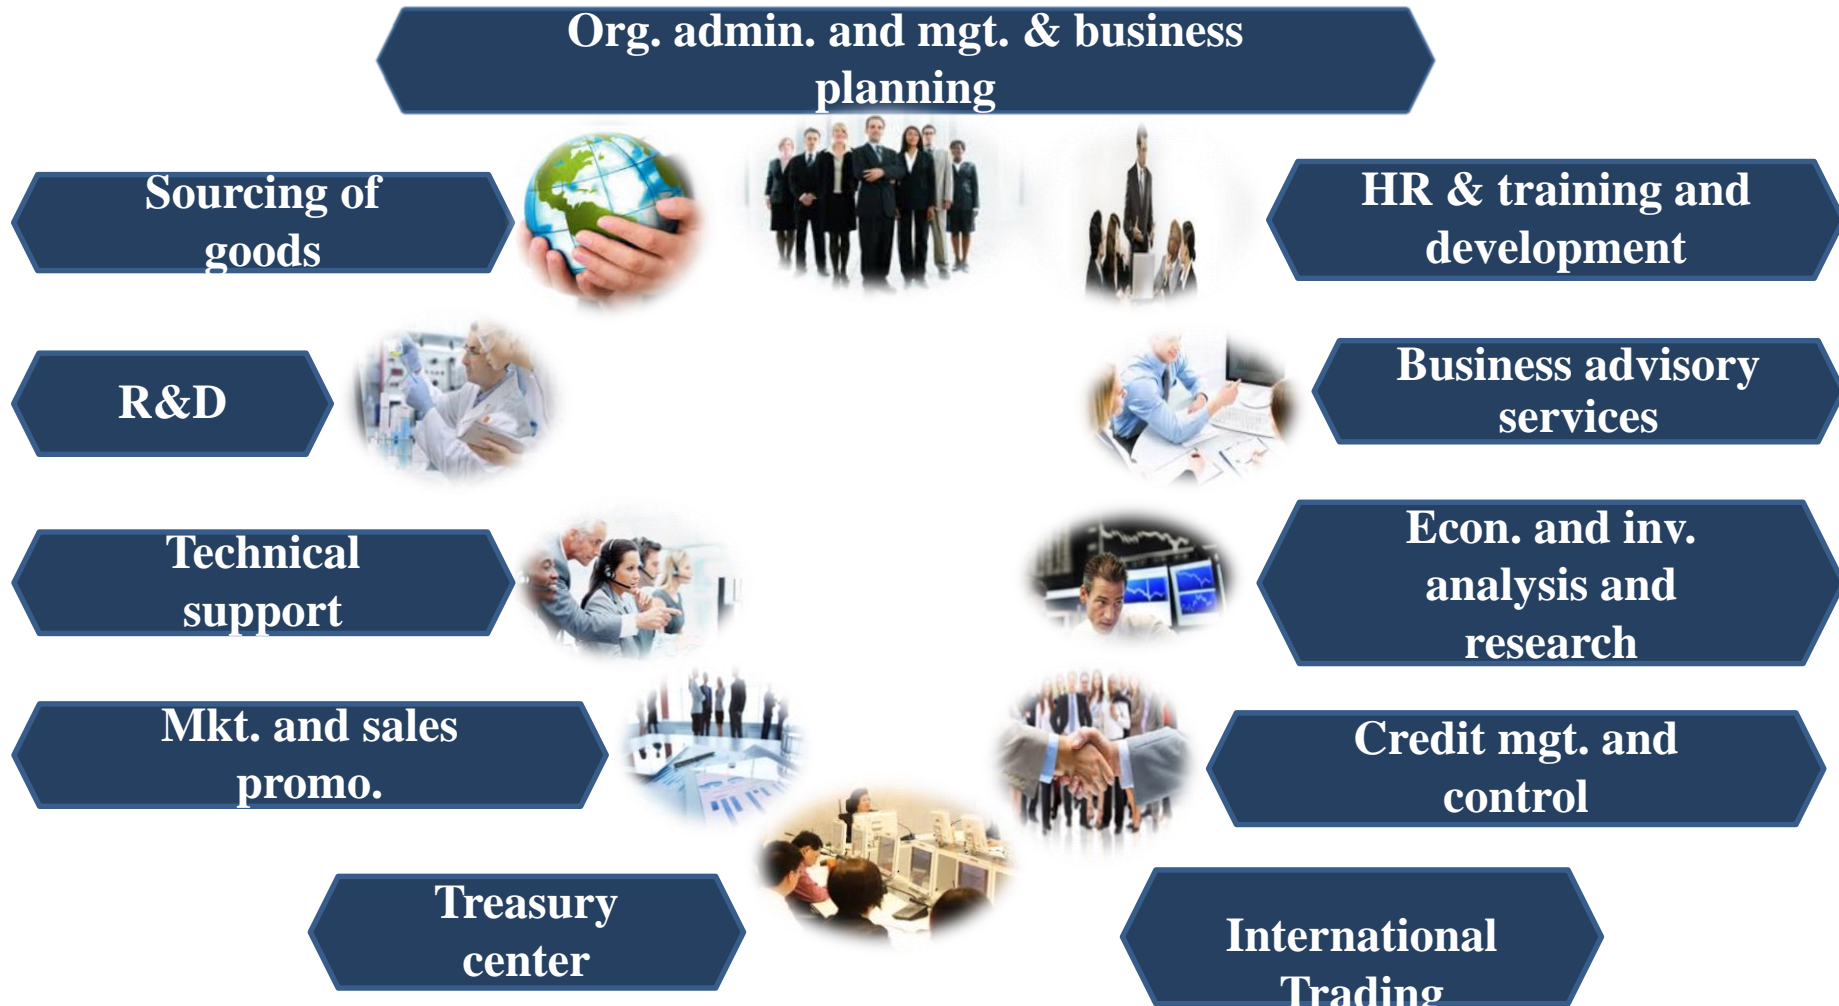 Org. admin. and mgt. & business
planning
Sourcing of
goods
HR & training and
development
R&D
Business advisory
services
Technical
support
Econ. and inv.
analysis and
research
Mkt. and sales
promo.
Credit mgt. and
control
Treasury
center
International
Trading